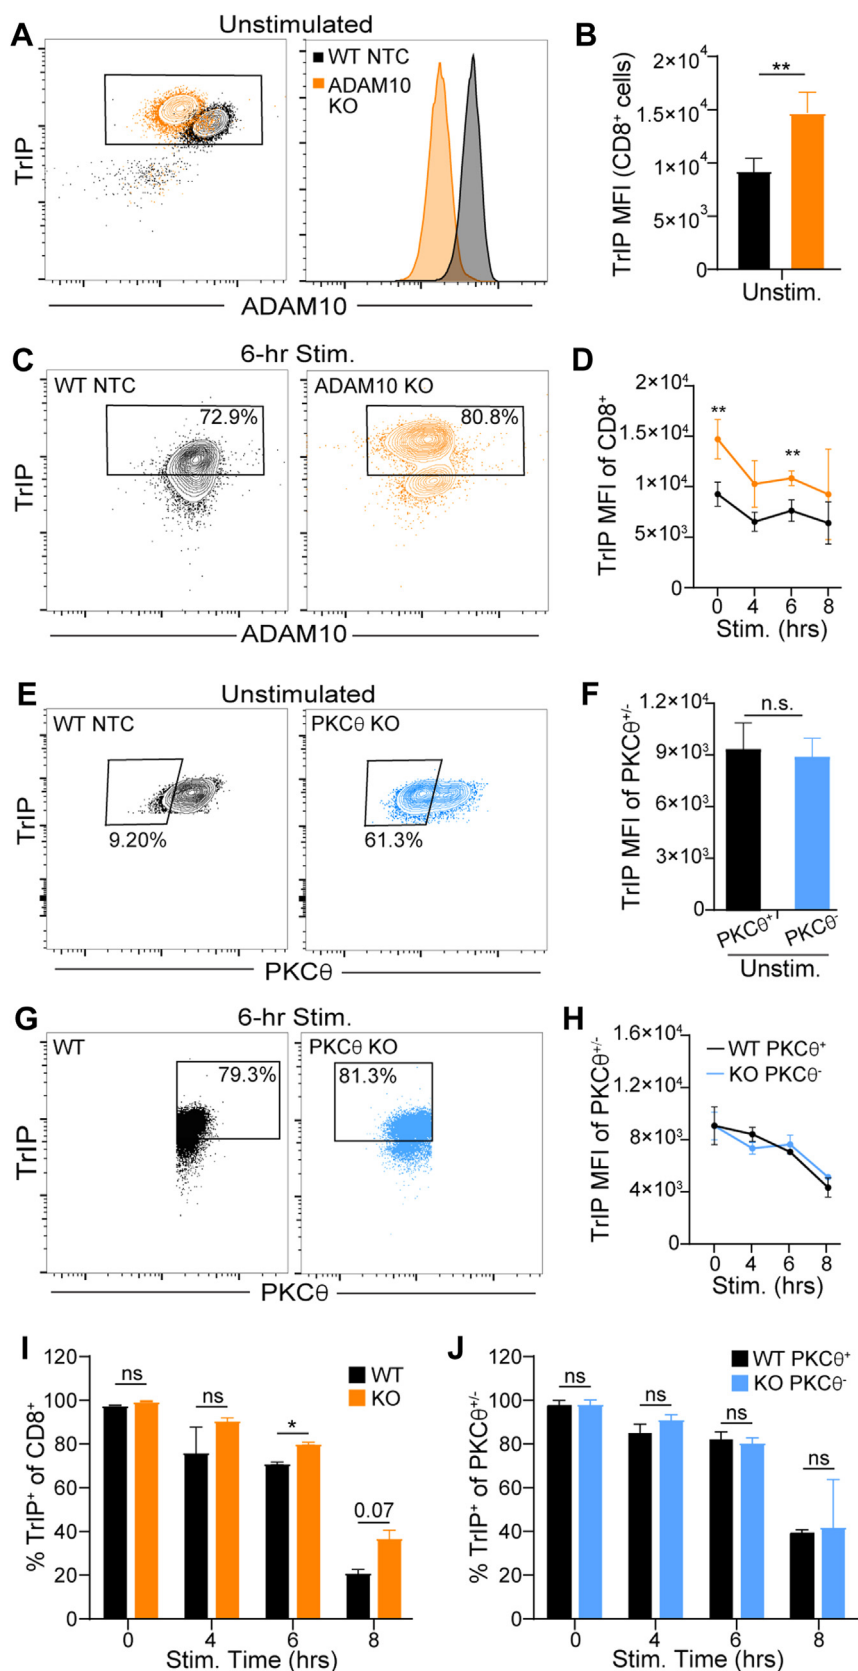 A
Unstimulated
WT NTC
ADAM10
KO
TrIP
ADAM10
B
**
TrIP MFI (CD8⁺ cells)
2×10⁴
1.5×10⁴
1×10⁴
5×10³
0
Unstim.
C
6-hr Stim.
WT NTC
72.9%
ADAM10 KO
80.8%
TrIP
ADAM10
D
TrIP MFI of CD8⁺
2×10⁴
1.5×10⁴
1×10⁴
5×10³
0
**
**
0 4 6 8
Stim. (hrs)
E
Unstimulated
WT NTC
9.20%
PKCθ KO
61.3%
TrIP
PKCθ
F
TrIP MFI of PKCθ⁺/⁻
1.2×10⁴
9×10³
6×10³
3×10³
0
n.s.
PKCθ⁺ PKCθ⁻
Unstim.
G
6-hr Stim.
WT
79.3%
PKCθ KO
81.3%
TrIP
PKCθ
H
TrIP MFI of PKCθ⁺/⁻
1.6×10⁴
1.2×10⁴
8×10³
4×10³
0
WT PKCθ⁺
KO PKCθ⁻
0 4 6 8
Stim. (hrs)
I
% TrIP⁺ of CD8⁺
120
100
80
60
40
20
0
WT
KO
ns
ns
*
0.07
0 4 6 8
Stim. Time (hrs)
J
% TrIP⁺ of PKCθ⁺/⁻
120
100
80
60
40
20
0
WT PKCθ⁺
KO PKCθ⁻
ns
ns
ns
ns
0 4 6 8
Stim. Time (hrs)